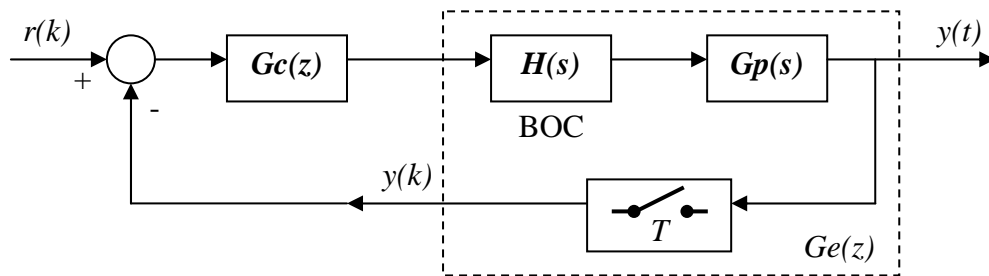 r(k)
+
-
Gc(z)
H(s)
BOC
Gp(s)
y(t)
y(k)
T
Ge(z)